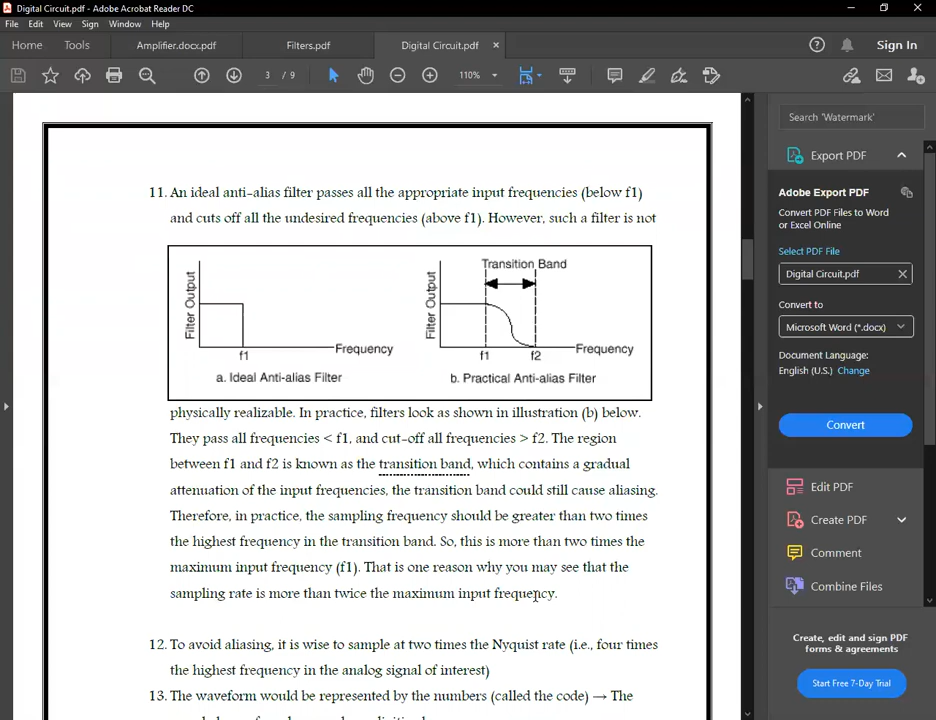 Digital Circuit.pdf - Adobe Acrobat Reader DC
File Edit View Sign Window Help
Home Tools Amplifier.docx.pdf Filters.pdf Digital Circuit.pdf × Sign In
3 / 9 110%
11. An ideal anti-alias filter passes all the appropriate input frequencies (below f1)
and cuts off all the undesired frequencies (above f1). However, such a filter is not
Filter Output
f1
Frequency
a. Ideal Anti-alias Filter
Transition Band
Filter Output
f1 f2
Frequency
b. Practical Anti-alias Filter
physically realizable. In practice, filters look as shown in illustration (b) below.
They pass all frequencies < f1, and cut-off all frequencies > f2. The region
between f1 and f2 is known as the transition band, which contains a gradual
attenuation of the input frequencies, the transition band could still cause aliasing.
Therefore, in practice, the sampling frequency should be greater than two times
the highest frequency in the transition band. So, this is more than two times the
maximum input frequency (f1). That is one reason why you may see that the
sampling rate is more than twice the maximum input frequency.
12. To avoid aliasing, it is wise to sample at two times the Nyquist rate (i.e., four times
the highest frequency in the analog signal of interest)
13. The waveform would be represented by the numbers (called the code) → The
Search 'Watermark'
Export PDF
Adobe Export PDF
Convert PDF Files to Word
or Excel Online
Select PDF File
Digital Circuit.pdf
Convert to
Microsoft Word (*.docx)
Document Language:
English (U.S.) Change
Convert
Edit PDF
Create PDF
Comment
Combine Files
Create, edit and sign PDF
forms & agreements
Start Free 7-Day Trial